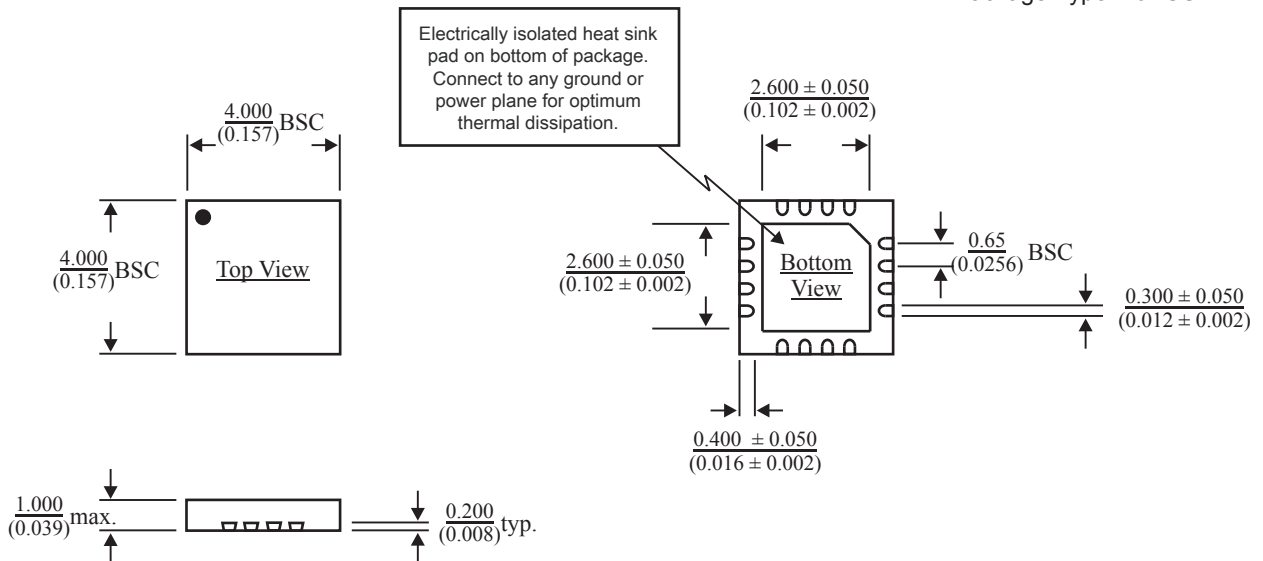 Electrically isolated heat sink
pad on bottom of package.
Connect to any ground or
power plane for optimum
thermal dissipation.
4.000
(0.157) BSC
2.600 ± 0.050
(0.102 ± 0.002)
4.000
(0.157) BSC
Top View
2.600 ± 0.050
(0.102 ± 0.002)
Bottom
View
0.65
(0.0256) BSC
0.300 ± 0.050
(0.012 ± 0.002)
0.400 ± 0.050
(0.016 ± 0.002)
1.000
(0.039) max.
0.200
(0.008) typ.